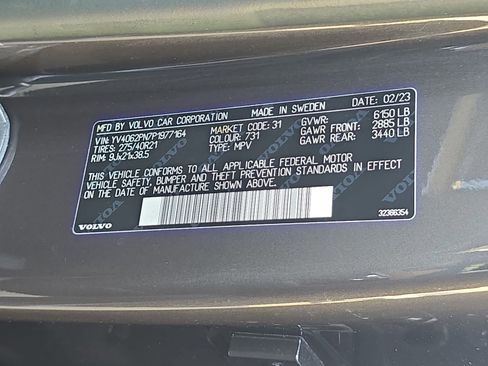 MFD BY VOLVO CAR CORPORATION MADE IN SWEDEN DATE: 02/23
VIN: YV4062PN7P1977164 MARKET CODE: 31 GVWR: 6150 LB
TIRES: 275/40R21 COLOUR: 731 GAWR FRONT: 2885 LB
RIM: 9Jx21x38.5 TYPE: MPV GAWR REAR: 3440 LB
THIS VEHICLE CONFORMS TO ALL APPLICABLE FEDERAL MOTOR
VEHICLE SAFETY, BUMPER AND THEFT PREVENTION STANDARDS IN EFFECT
ON THE DATE OF MANUFACTURE SHOWN ABOVE.
VOLVO 32366354